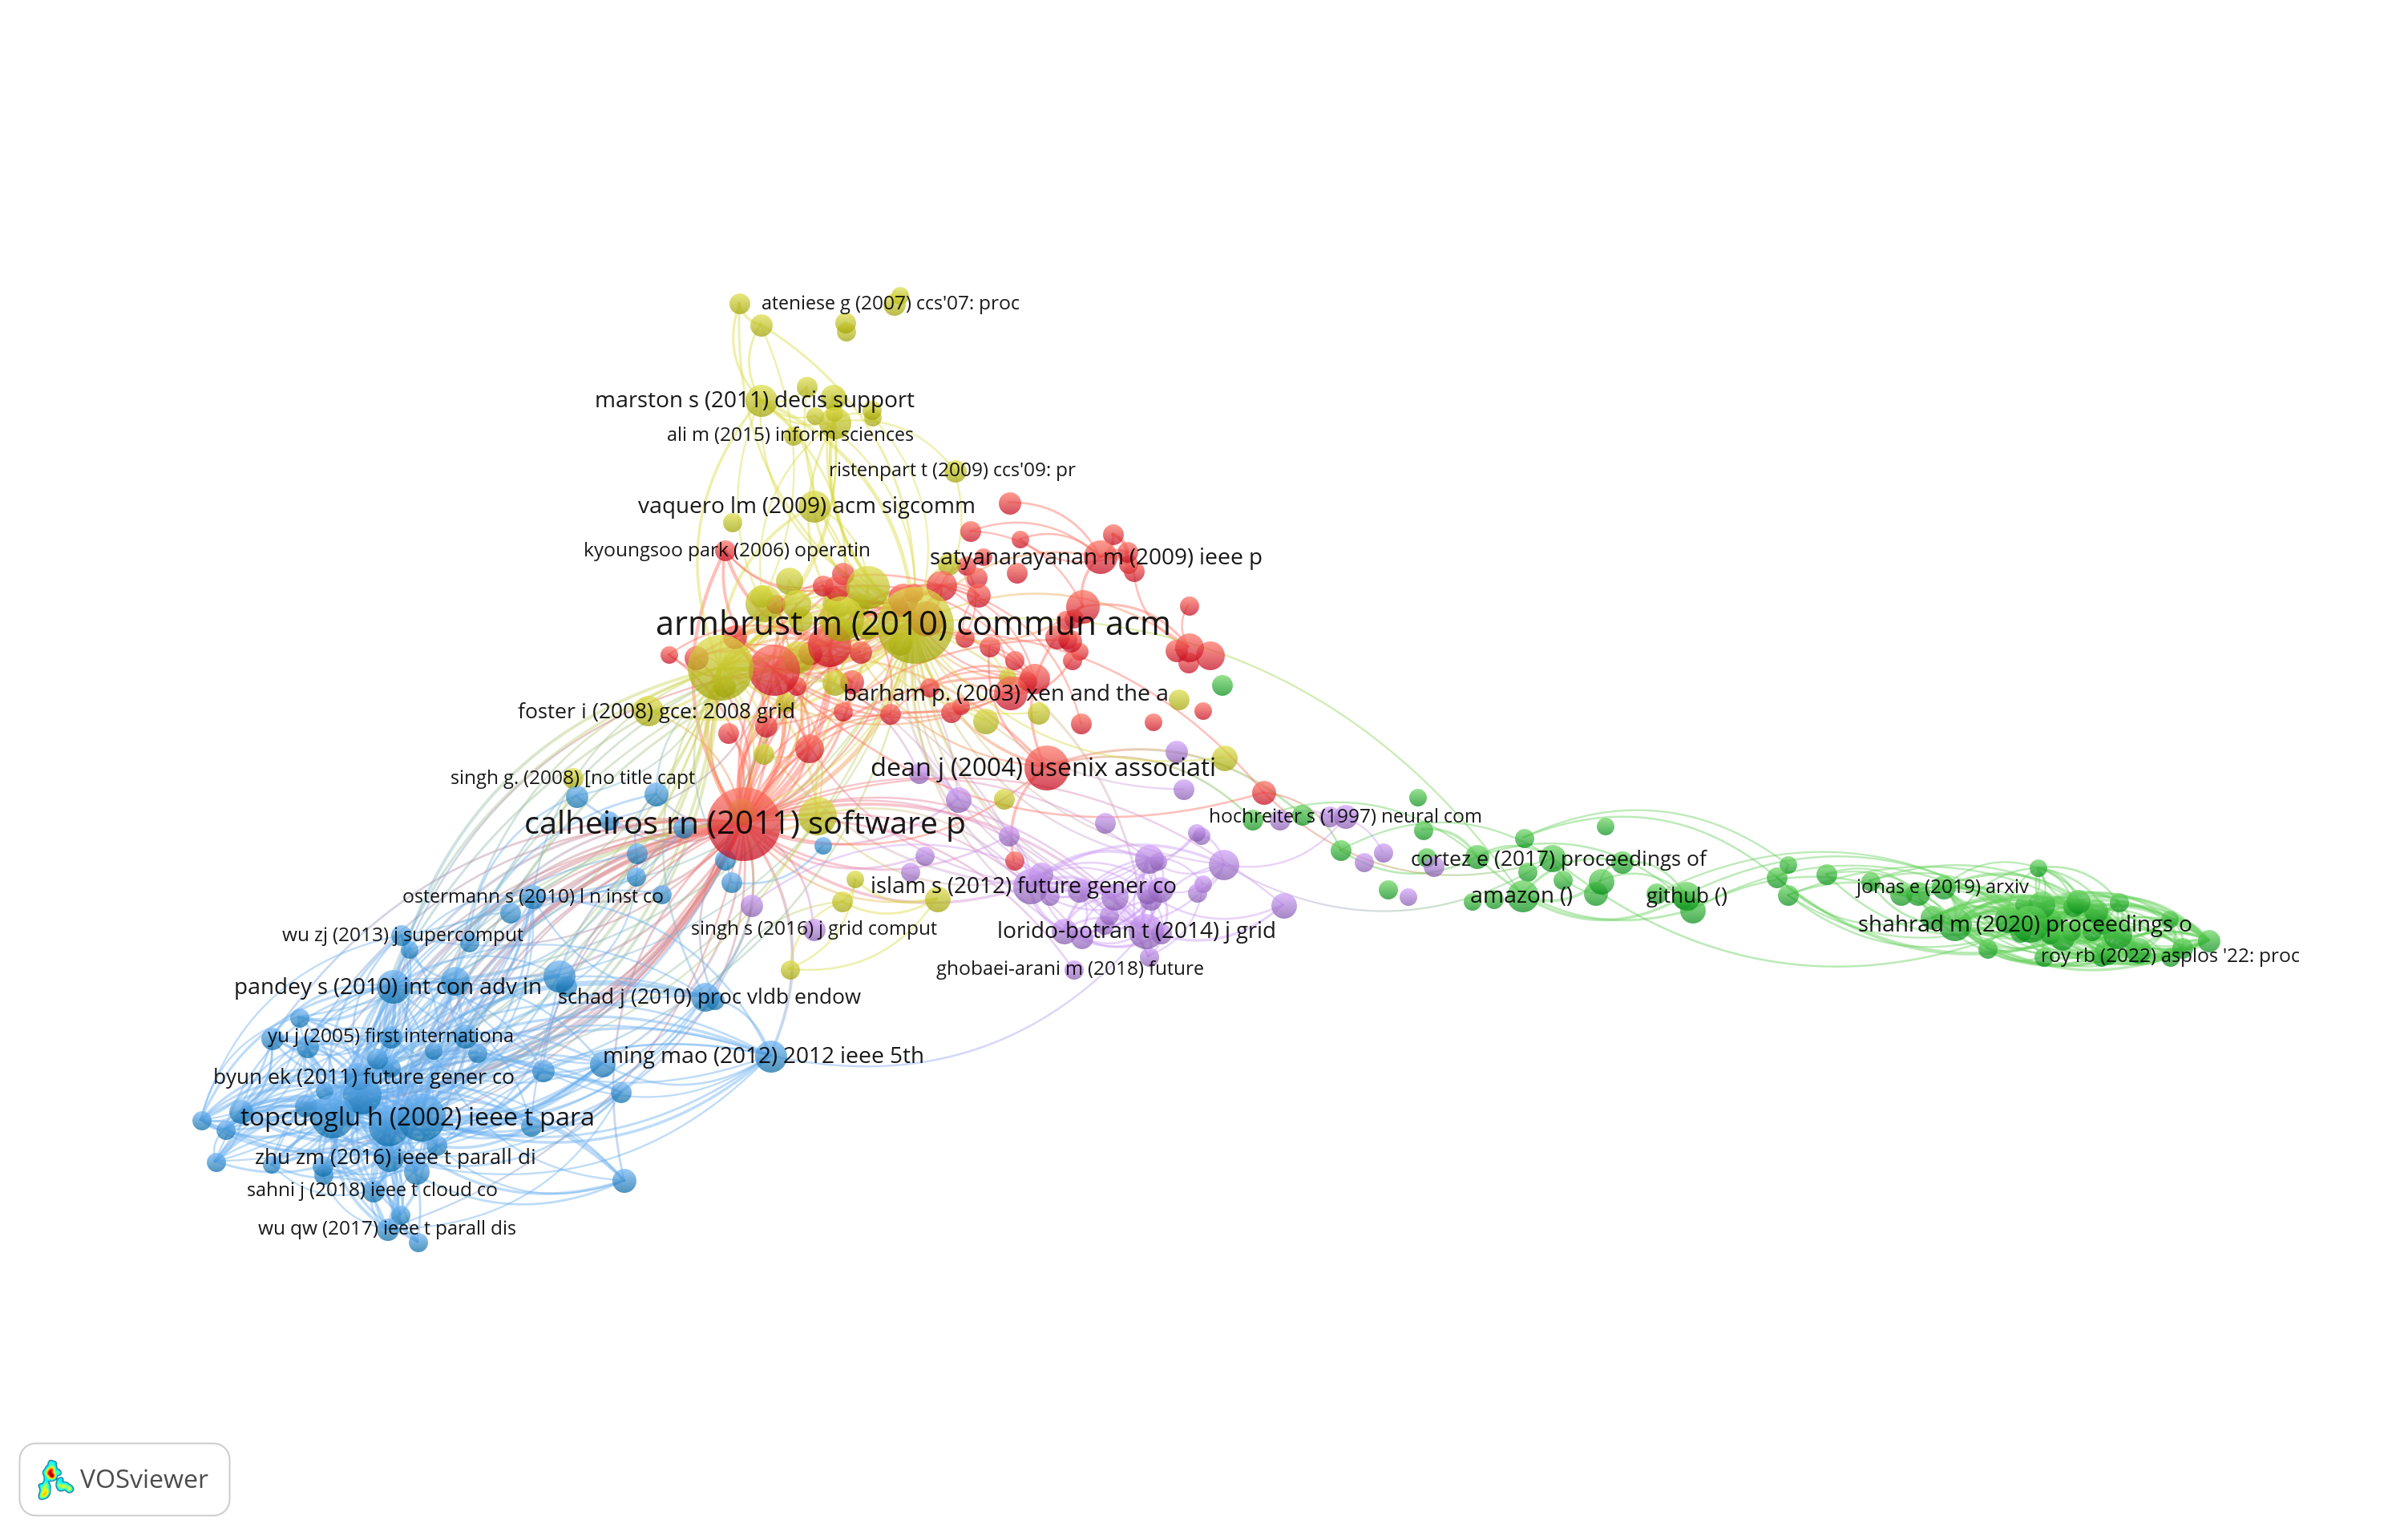 ateniese g (2007) ccs'07: proc
marston s (2011) decis support
ali m (2015) inform sciences
ristenpart t (2009) ccs'09: pr
vaquero lm (2009) acm sigcomm
kyoungsoo park (2006) operatin
satyanarayanan m (2009) ieee p
armbrust m (2010) commun acm
barham p. (2003) xen and the a
foster i (2008) gce: 2008 grid
dean j (2004) usenix associati
singh g. (2008) [no title capt
hochreiter s (1997) neural com
calheiros rn (2011) software p
cortez e (2017) proceedings of
islam s (2012) future gener co
jonas e (2019) arxiv
ostermann s (2010) l n inst co
amazon ()
github ()
shahrad m (2020) proceedings o
singh s (2016) j grid comput
lorido-botran t (2014) j grid
wu zj (2013) j supercomput
roy rb (2022) asplos '22: proc
ghobaei-arani m (2018) future
pandey s (2010) int con adv in
schad j (2010) proc vldb endow
yu j (2005) first internationa
ming mao (2012) 2012 ieee 5th
byun ek (2011) future gener co
topcuoglu h (2002) ieee t para
zhu zm (2016) ieee t parall di
sahni j (2018) ieee t cloud co
wu qw (2017) ieee t parall dis
VOSviewer